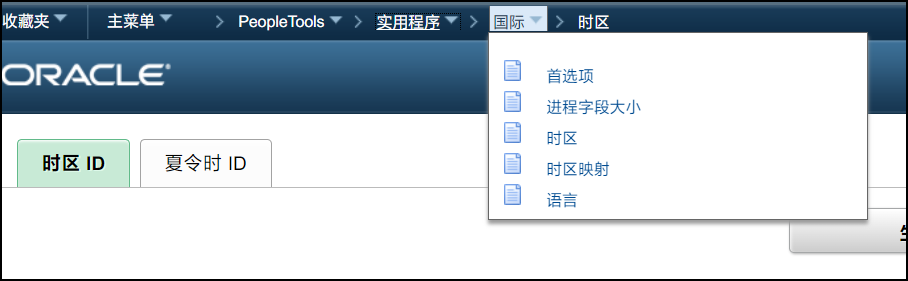 收藏夹 主菜单 > PeopleTools > 实用程序 > 国际 > 时区
ORACLE®
首选项
进程字段大小
时区
时区映射
语言
时区 ID 夏令时 ID